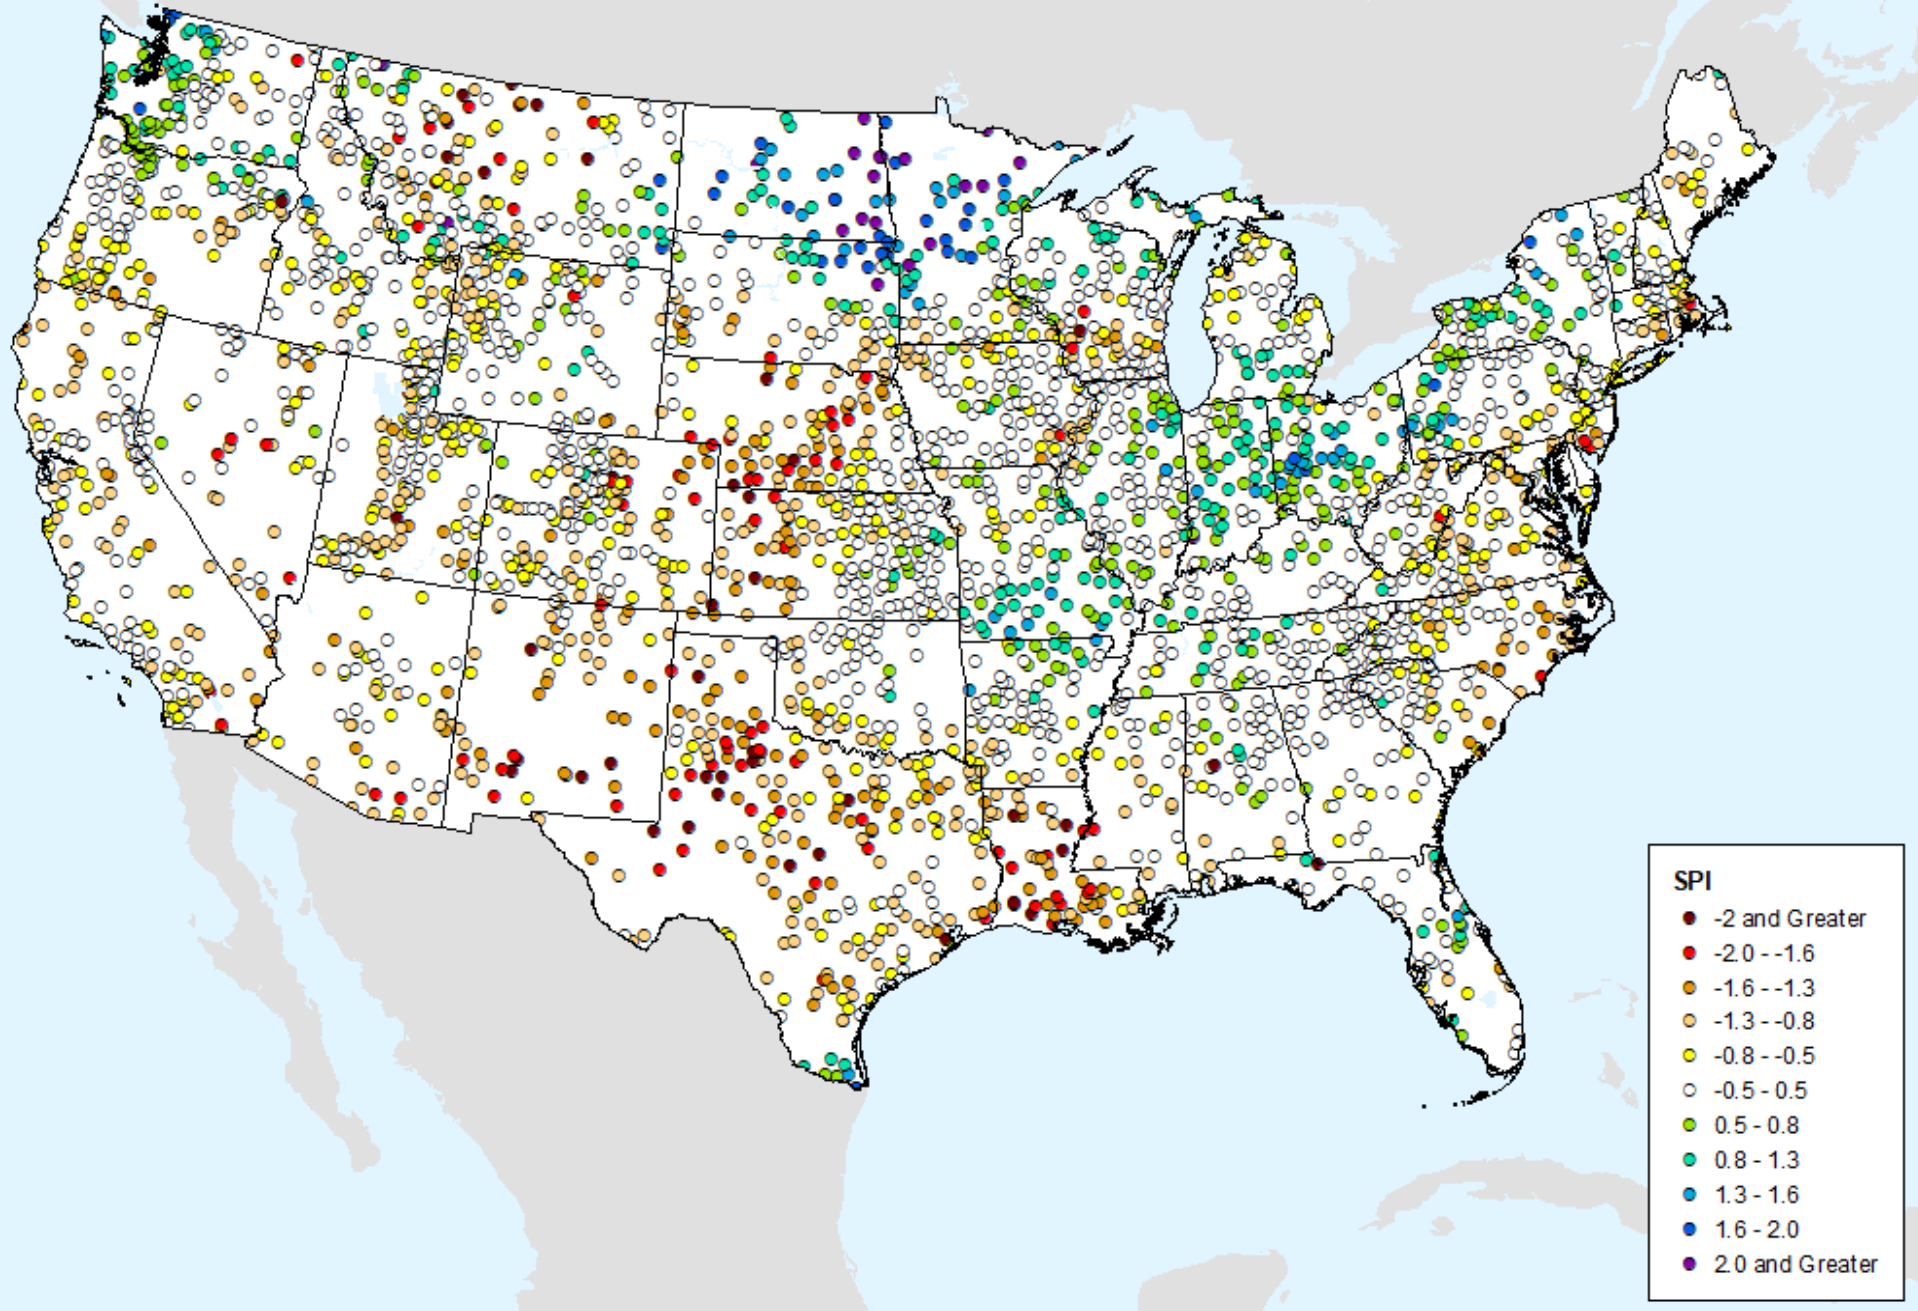 SPI
-2 and Greater
-2.0 - -1.6
-1.6 - -1.3
-1.3 - -0.8
-0.8 - -0.5
-0.5 - 0.5
0.5 - 0.8
0.8 - 1.3
1.3 - 1.6
1.6 - 2.0
2.0 and Greater